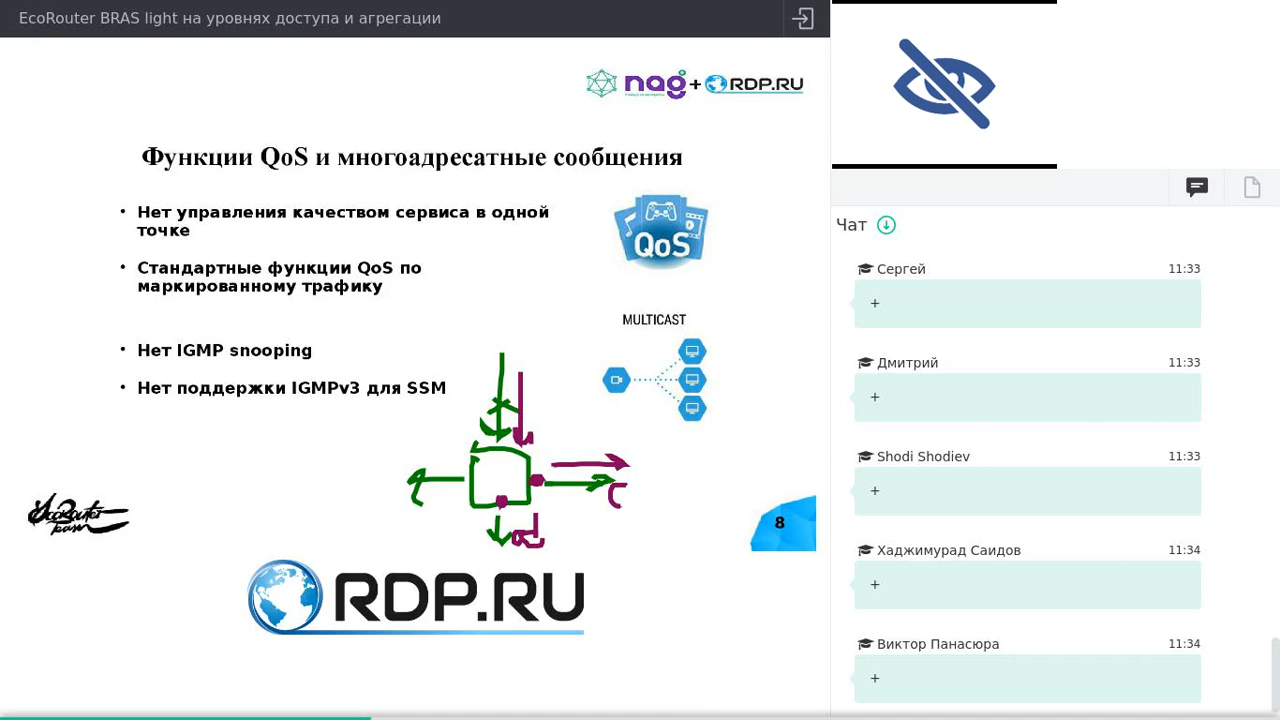 EcoRouter BRAS light на уровнях доступа и агрегации
nag + RDP.RU
Функции QoS и многоадресатные сообщения
• Нет управления качеством сервиса в одной
точке
• Стандартные функции QoS по
маркированному трафику
• Нет IGMP snooping
• Нет поддержки IGMPv3 для SSM
QoS
MULTICAST
EcoRouter
team
8
RDP.RU
Чат
Сергей 11:33
+
Дмитрий 11:33
+
Shodi Shodiev 11:33
+
Хаджимурад Саидов 11:34
+
Виктор Панасюра 11:34
+